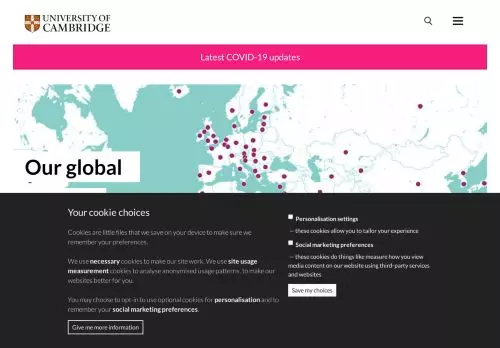 UNIVERSITY OF
CAMBRIDGE
Latest COVID-19 updates
Our global
Your cookie choices
Cookies are little files that we save on your device to make sure we
remember your preferences.
We use necessary cookies to make our site work. We use site usage
measurement cookies to analyse anonymised usage patterns, to make our
websites better for you.
You may choose to opt-in to use optional cookies for personalisation and to
remember your social marketing preferences.
Give me more information
Personalisation settings
— these cookies allow you to tailor your experience
Social marketing preferences
— these cookies do things like measure how you view
media content on our website using third-party services
and websites
Save my choices